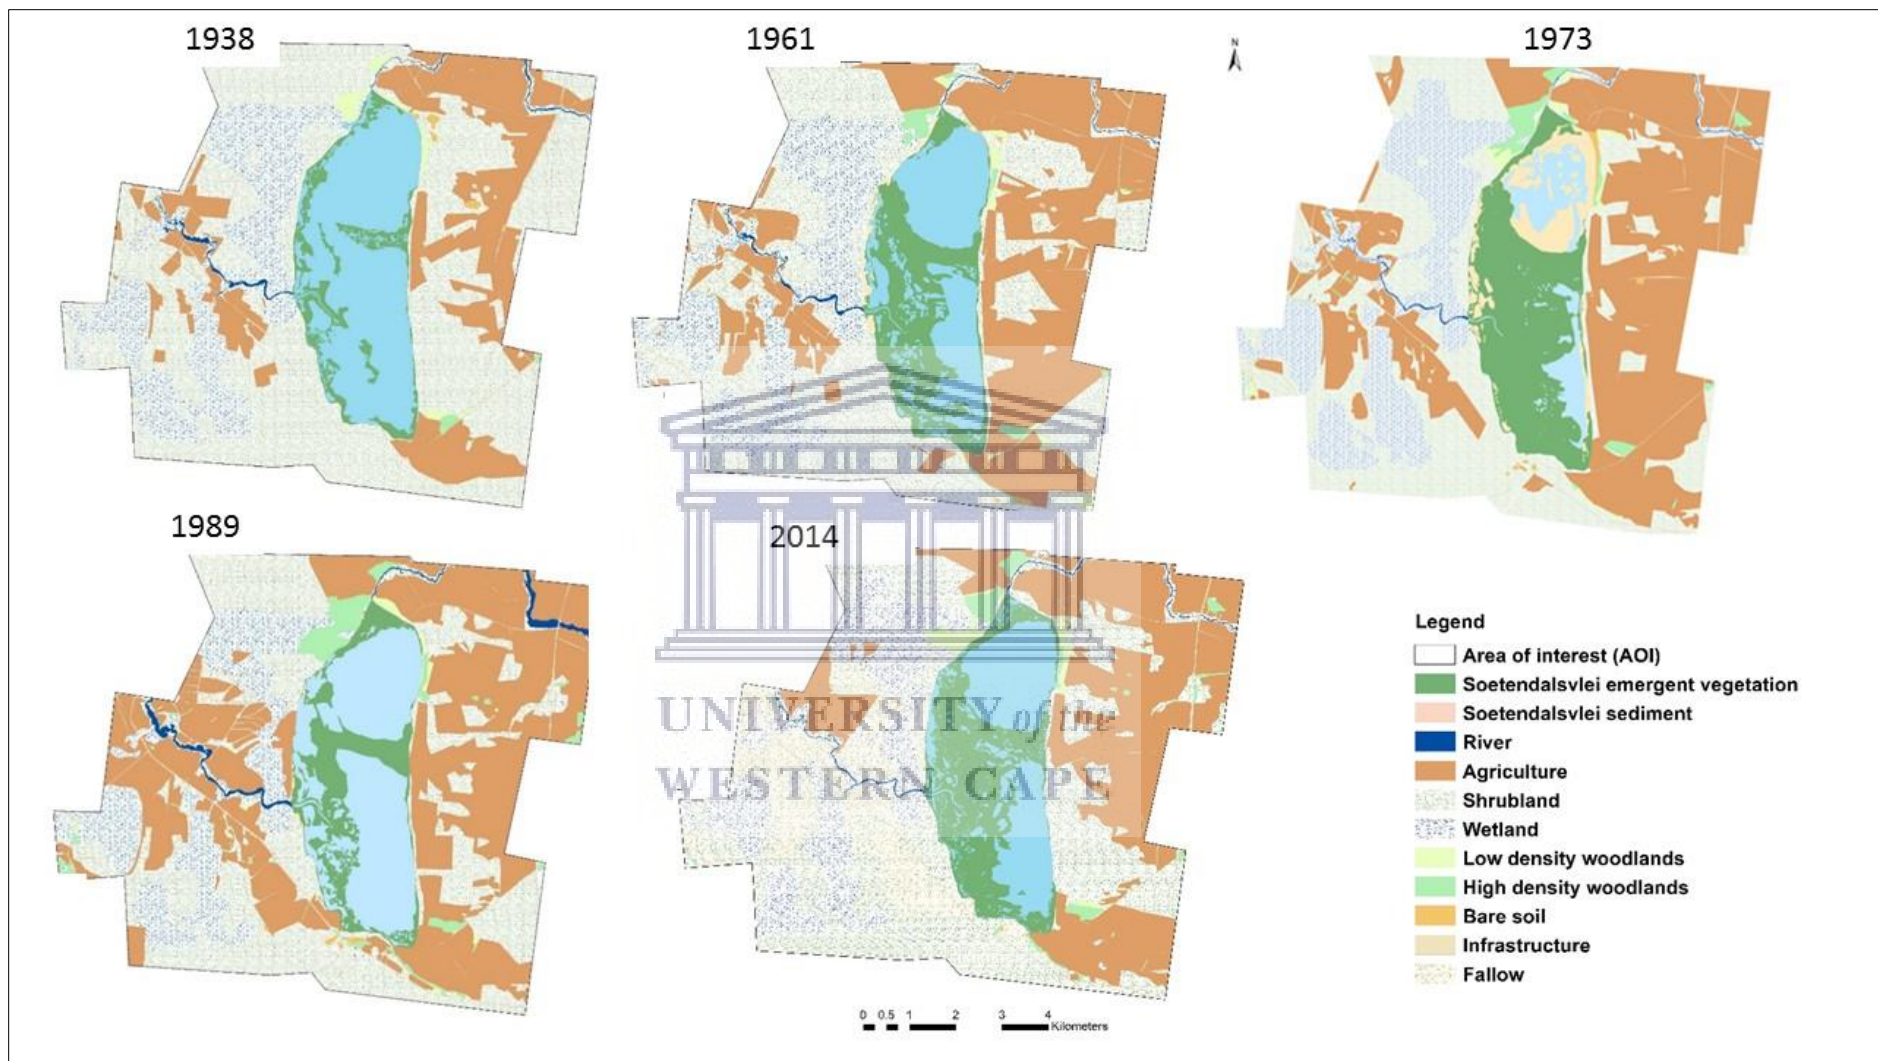 1938
1961
N
1973
1989
2014
UNIVERSITY of the
WESTERN CAPE
Legend
Area of interest (AOI)
Soetendalsvlei emergent vegetation
Soetendalsvlei sediment
River
Agriculture
Shrubland
Wetland
Low density woodlands
High density woodlands
Bare soil
Infrastructure
Fallow
0 0.5 1 2 3 4
Kilometers